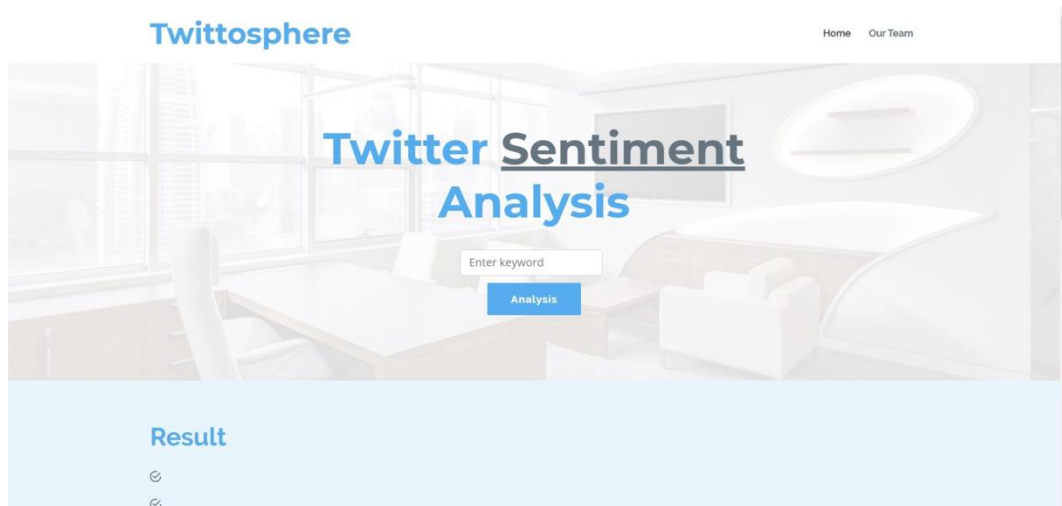 Twittosphere
Home Our Team
Twitter Sentiment
Analysis
Enter keyword
Analysis
Result